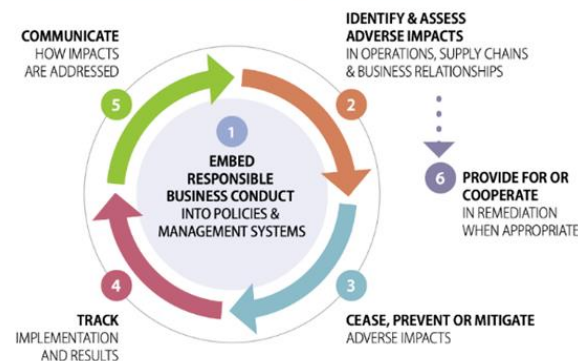 COMMUNICATE
HOW IMPACTS
ARE ADDRESSED
5
IDENTIFY & ASSESS
ADVERSE IMPACTS
IN OPERATIONS, SUPPLY CHAINS
& BUSINESS RELATIONSHIPS
2
1
EMBED
RESPONSIBLE
BUSINESS CONDUCT
INTO POLICIES &
MANAGEMENT SYSTEMS
6
PROVIDE FOR OR
COOPERATE
IN REMEDIATION
WHEN APPROPRIATE
4
TRACK
IMPLEMENTATION
AND RESULTS
3
CEASE, PREVENT OR MITIGATE
ADVERSE IMPACTS